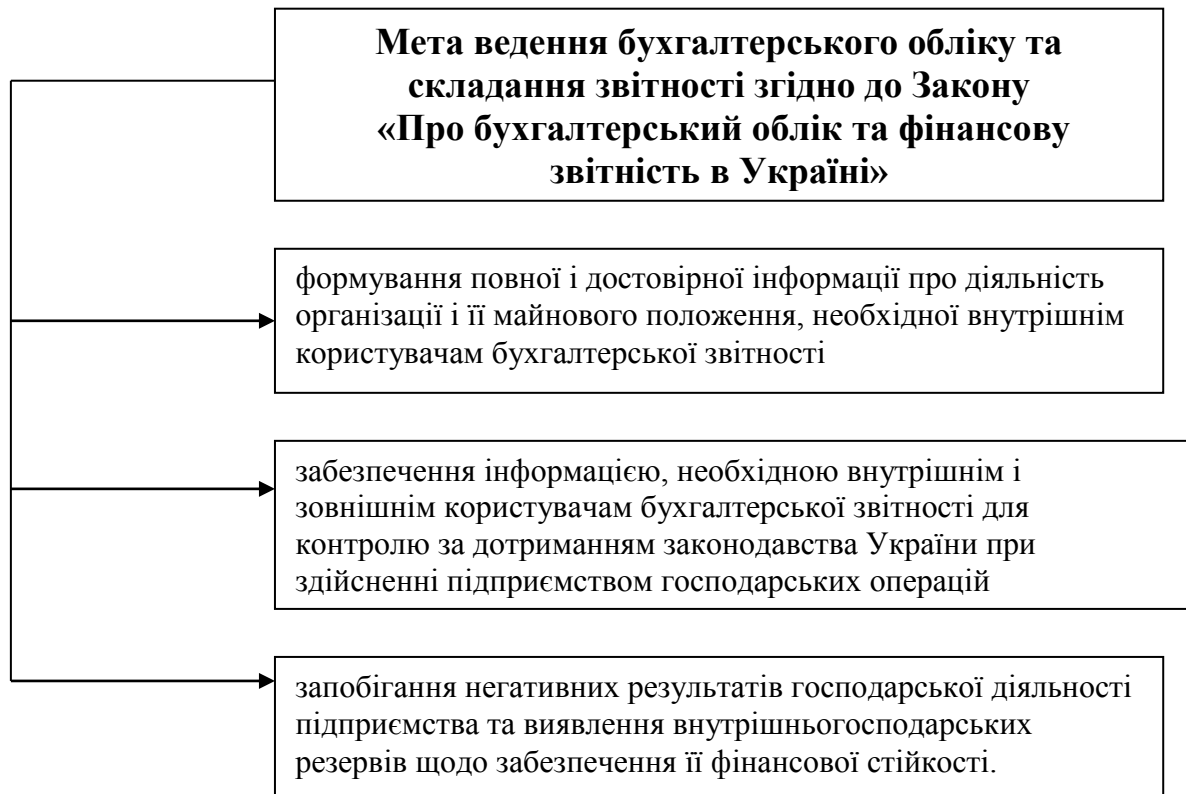 Мета ведення бухгалтерського обліку та
складання звітності згідно до Закону
«Про бухгалтерський облік та фінансову
звітність в Україні»
формування повної і достовірної інформації про діяльність
організації і її майнового положення, необхідної внутрішнім
користувачам бухгалтерської звітності
забезпечення інформацією, необхідною внутрішнім і
зовнішнім користувачам бухгалтерської звітності для
контролю за дотриманням законодавства України при
здійсненні підприємством господарських операцій
запобігання негативних результатів господарської діяльності
підприємства та виявлення внутрішньогосподарських
резервів щодо забезпечення її фінансової стійкості.